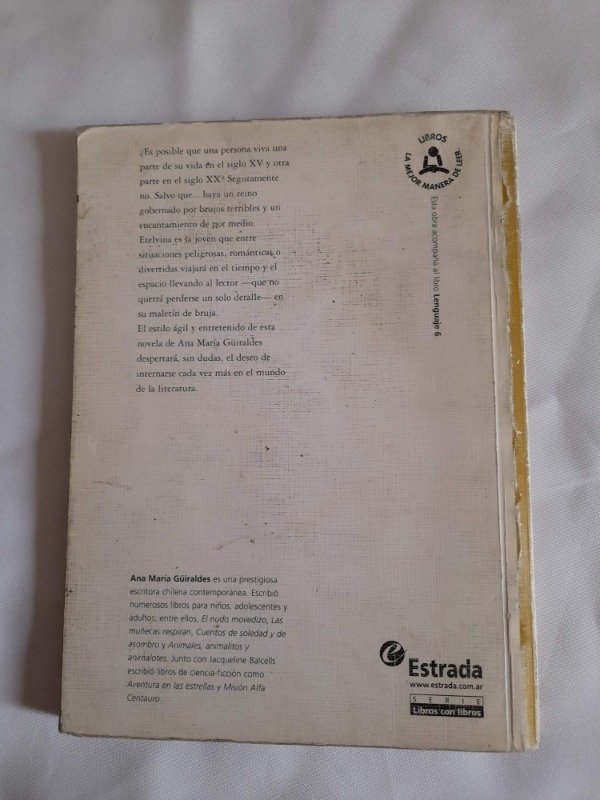 ¿Es posible que una persona viva una
parte de su vida en el siglo XV y otra
parte en el siglo XX? Seguramente
no. Salvo que... haya un reino
gobernado por brujos terribles y un
encantamiento de por medio.
Etelvina es la joven que entre
situaciones peligrosas, románticas o
divertidas viajará en el tiempo y el
espacio llevando al lector —que no
querrá perderse un solo detalle— en
su maletín de bruja.
El estilo ágil y entretenido de esta
novela de Ana María Güiraldes
despertará, sin dudas, el deseo de
internarse cada vez más en el mundo
de la literatura.
LIBROS
LA MEJOR MANERA DE LEER
Esta obra acompaña al libro Lenguaje 6
Ana María Güiraldes es una prestigiosa
escritora chilena contemporánea. Escribió
numerosos libros para niños, adolescentes y
adultos; entre ellos, El nudo movedizo, Las
muñecas respiran, Cuentos de soledad y de
asombro y Animales, animalitos y
animalotes. Junto con Jacqueline Balcells
escribió libros de ciencia-ficción como
Aventura en las estrellas y Misión Alfa
Centauro.
Estrada
www.estrada.com.ar
SERIE
Libros con libros